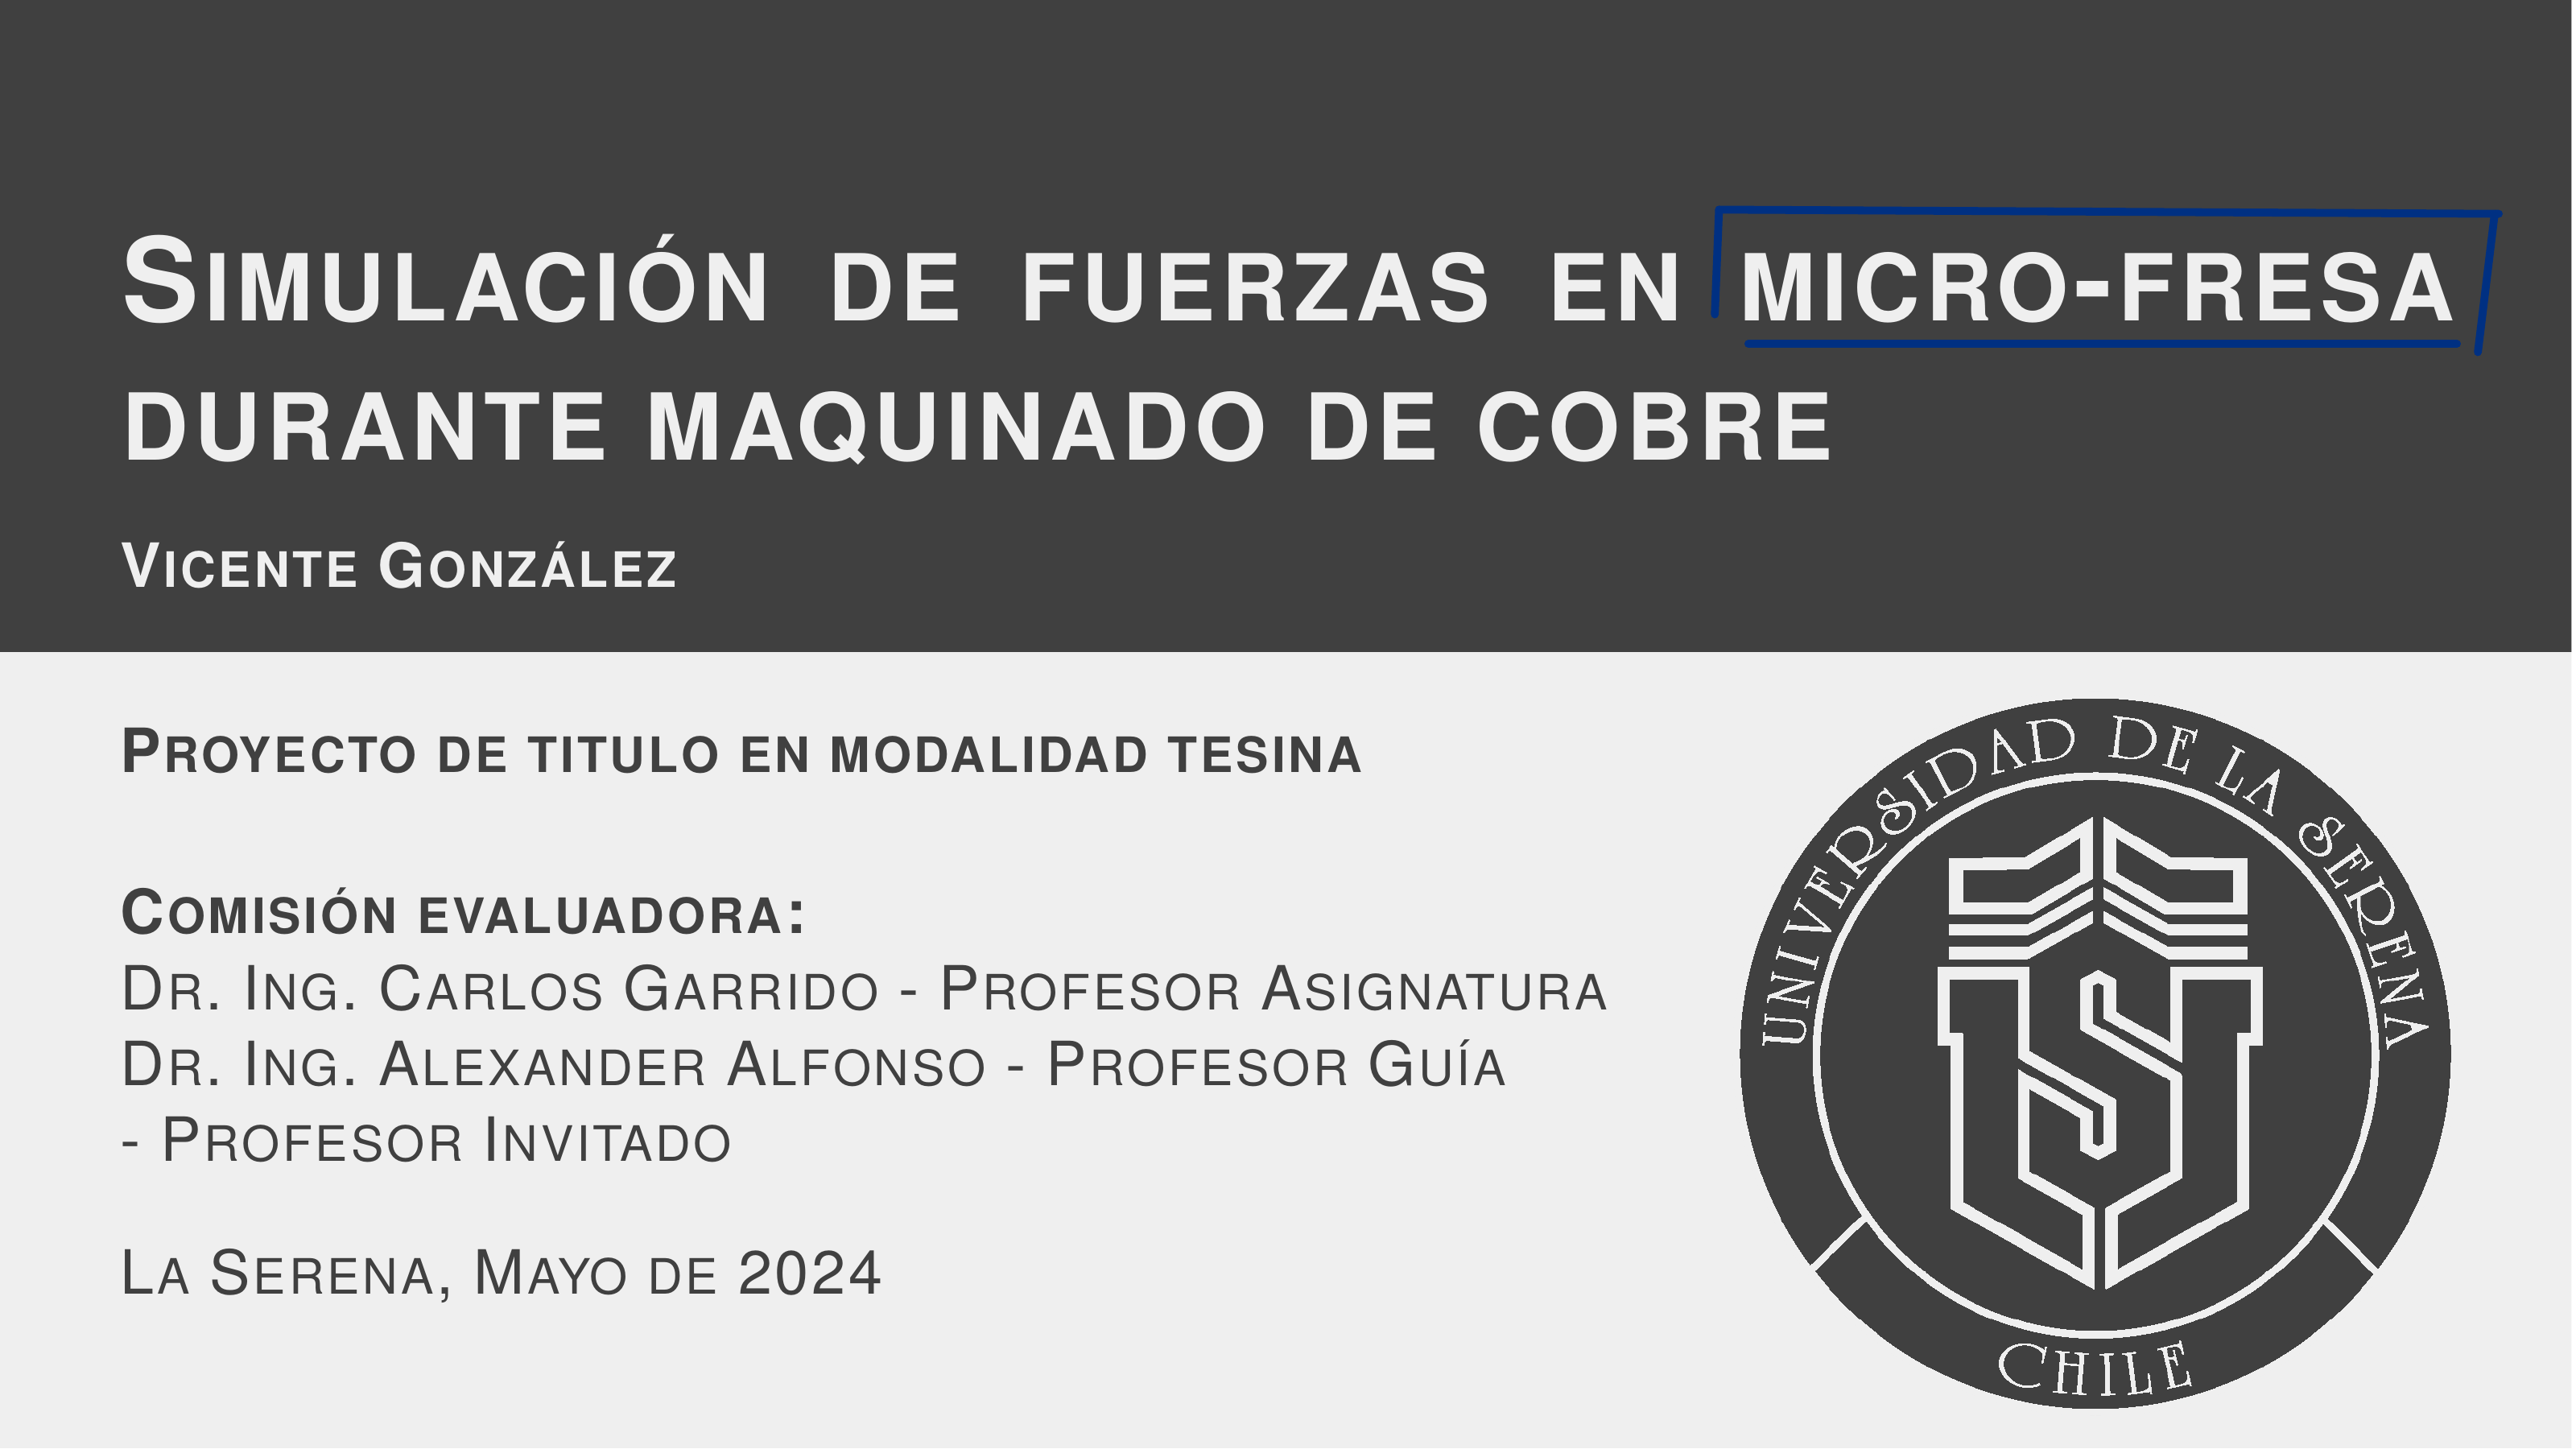 SIMULACIÓN DE FUERZAS EN MICRO-FRESA
DURANTE MAQUINADO DE COBRE
VICENTE GONZÁLEZ
PROYECTO DE TITULO EN MODALIDAD TESINA
COMISIÓN EVALUADORA:
DR. ING. CARLOS GARRIDO - PROFESOR ASIGNATURA
DR. ING. ALEXANDER ALFONSO - PROFESOR GUÍA
- PROFESOR INVITADO
LA SERENA, MAYO DE 2024
UNIVERSIDAD DE LA SERENA
CHILE